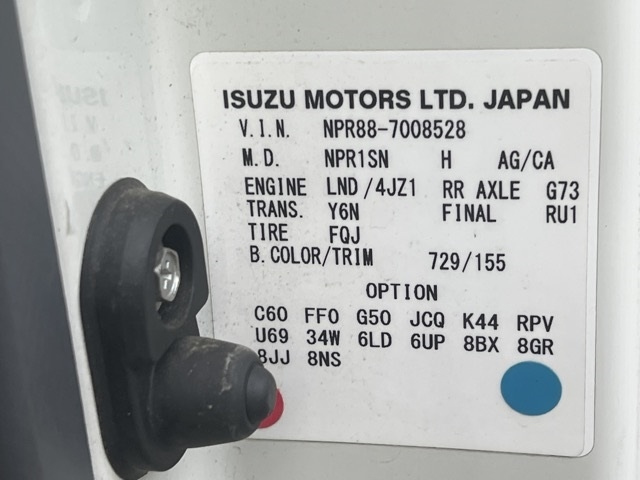 ISUZU MOTORS LTD. JAPAN
V.I.N. NPR88-7008528
M.D. NPR1SN H AG/CA
ENGINE LND/4JZ1 RR AXLE G73
TRANS. Y6N FINAL RU1
TIRE FQJ
B.COLOR/TRIM 729/155
OPTION
C60 FF0 G50 JCQ K44 RPV
U69 34W 6LD 6UP 8BX 8GR
8JJ 8NS